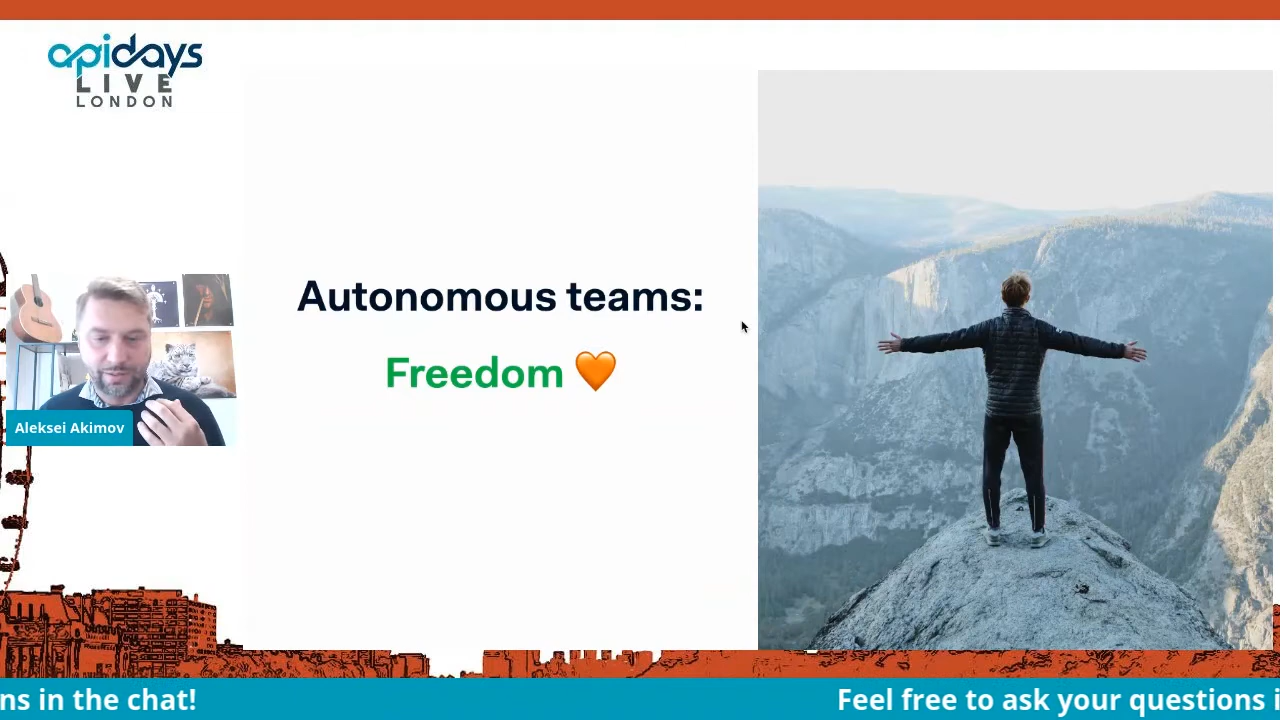 apidays
LIVE
LONDON
Autonomous teams:
Freedom 🧡
Aleksei Akimov
ns in the chat!
Feel free to ask your questions i